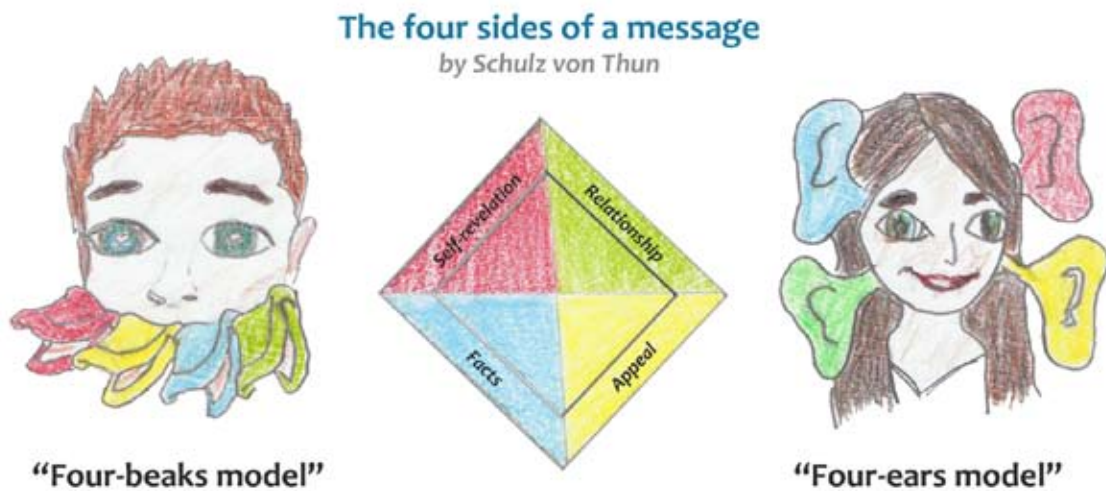 The four sides of a message
by Schulz von Thun
Self-revelation
Relationship
Facts
Appeal
“Four-beaks model”
“Four-ears model”